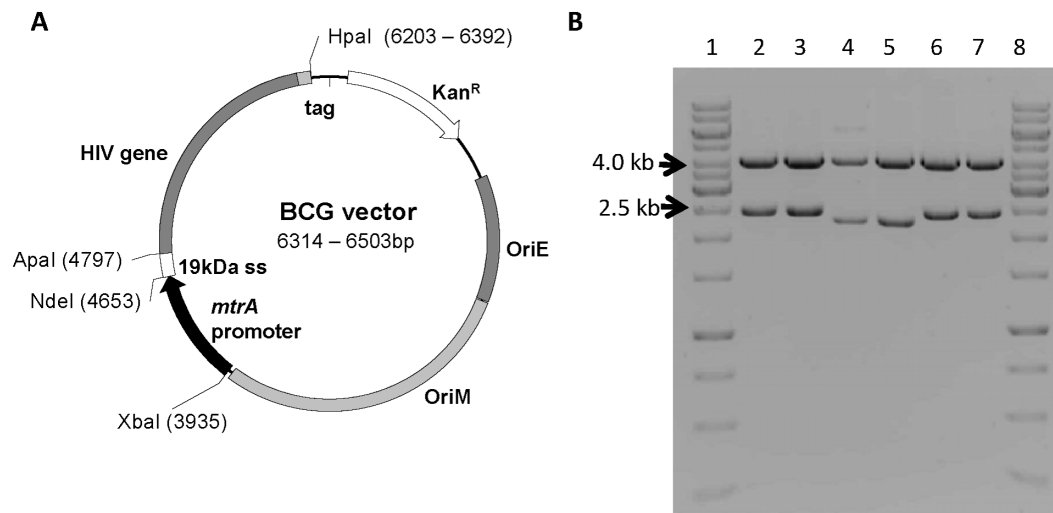 A
HpaI (6203 – 6392)
tag
KanR
HIV gene
BCG vector
6314 – 6503bp
ApaI (4797)
19kDa ss
OriE
NdeI (4653)
mtrA
promoter
OriM
XbaI (3935)
B
1 2 3 4 5 6 7 8
4.0 kb
2.5 kb